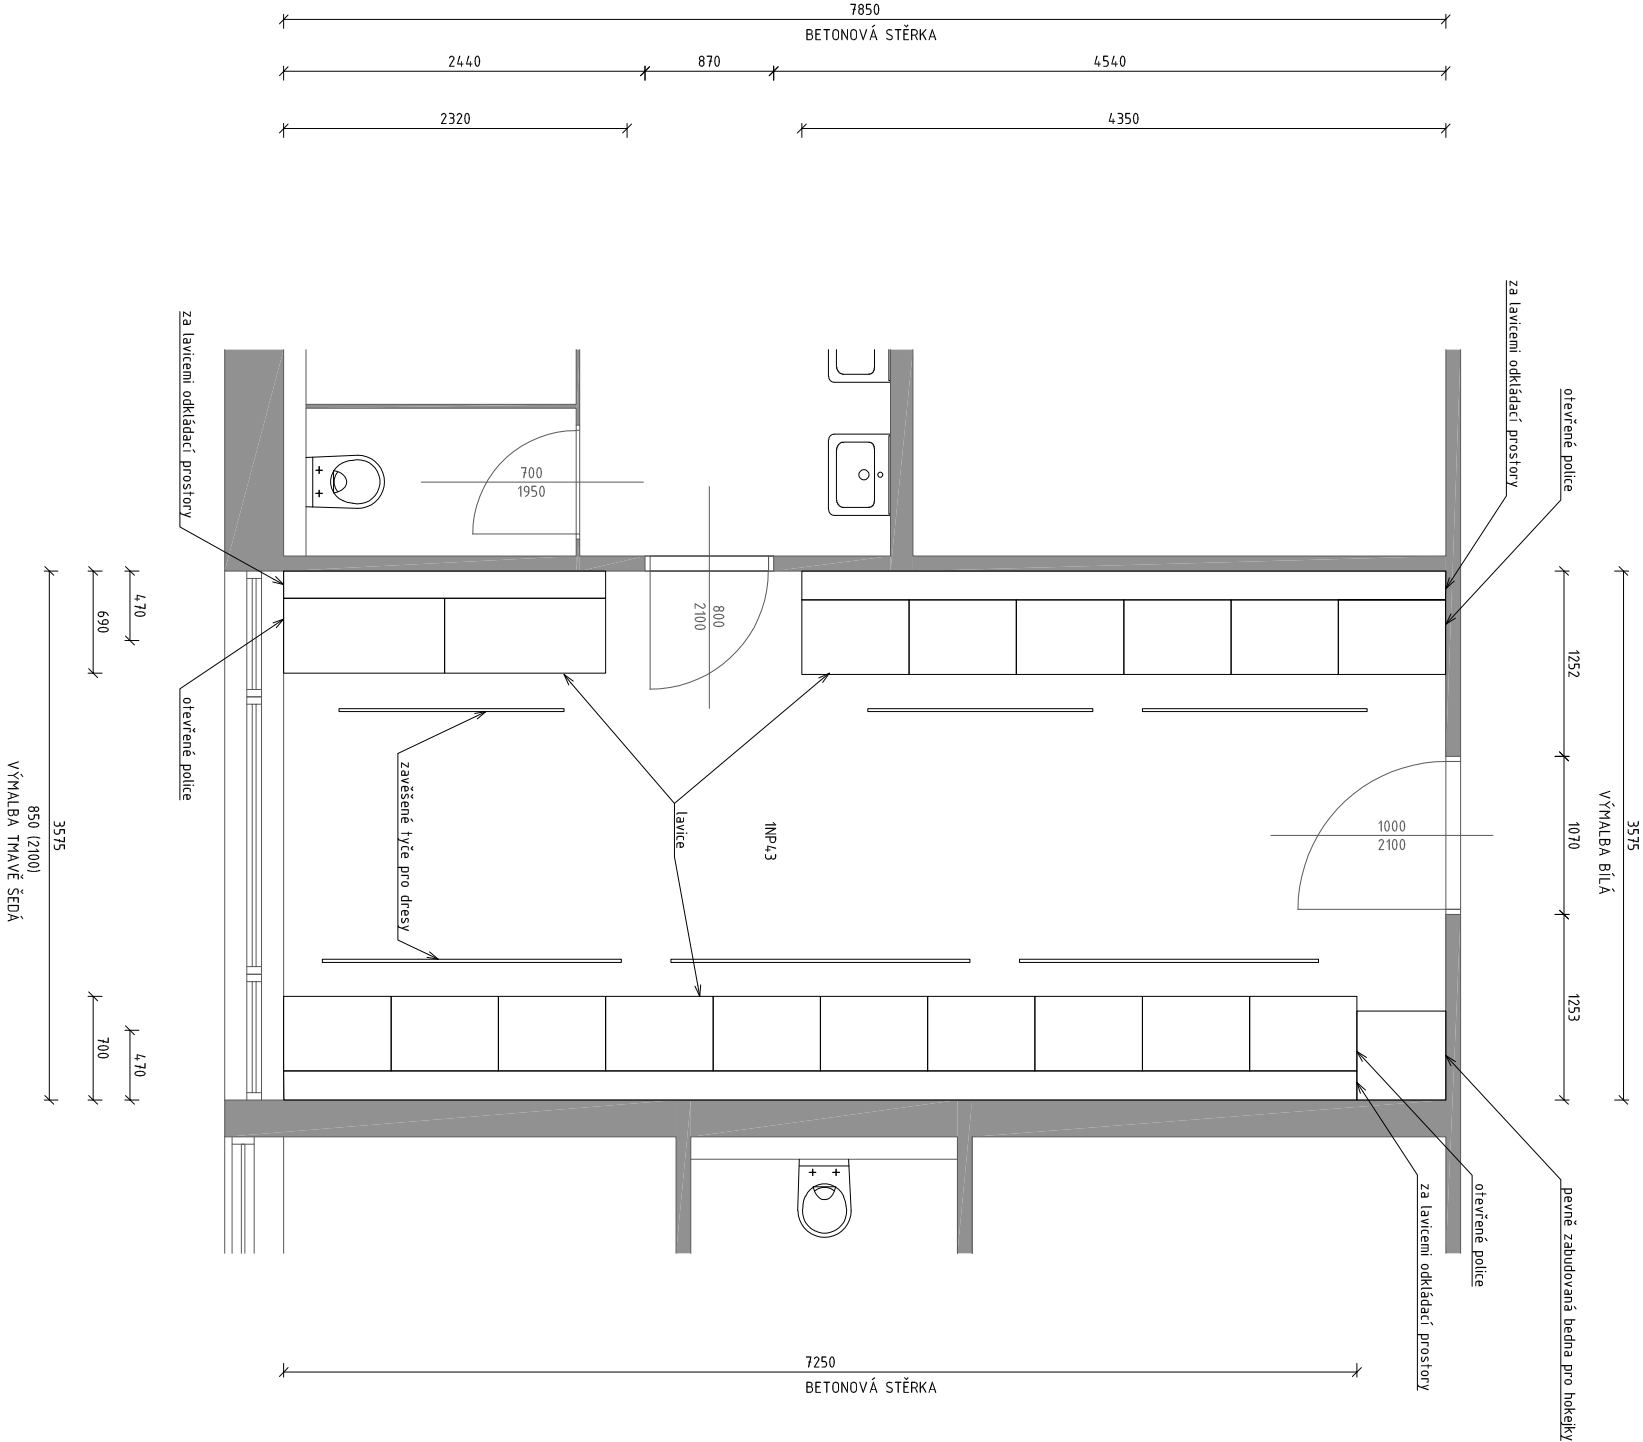 7850
BETONOVÁ STĚRKA
2440
870
4540
2320
4350
za lavicemi odkládací prostory
otevřené police
za lavicemi odkládací prostory
700
1950
800
2100
470
690
1252
otevřené police
zavěšené tyče pro dresy
lavice
1NP43
1000
2100
1070
3575
VÝMALBA BÍLÁ
3575
850 (2100)
VÝMALBA TMAVĚ ŠEDÁ
1253
700
470
otevřené police
za lavicemi odkládací prostory
pevně zabudovaná bedna pro hokejky
7250
BETONOVÁ STĚRKA